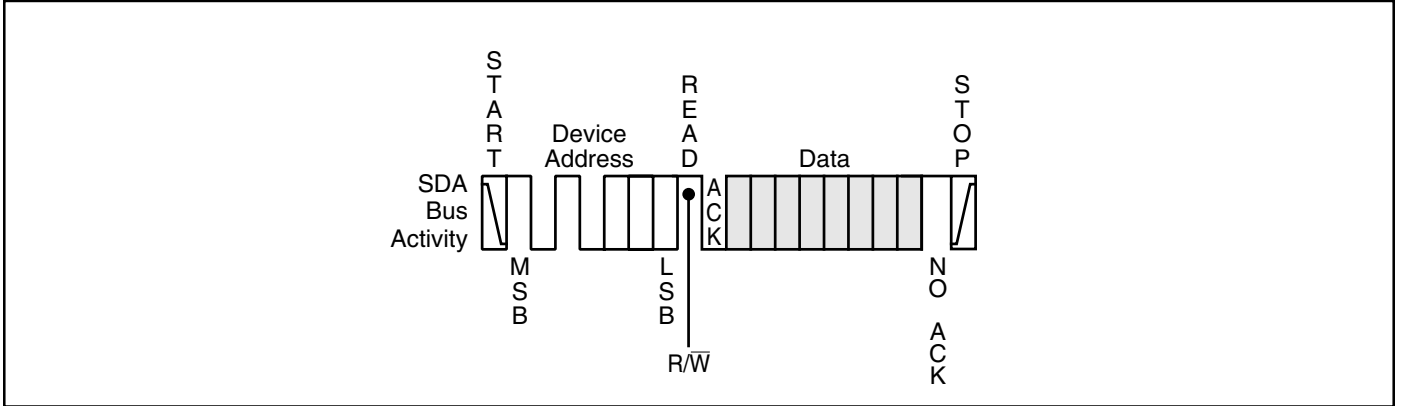 START
READ
STOP
Device
Address
Data
SDA
Bus
Activity
ACK
MSB
LSB
NO ACK
R/W̅